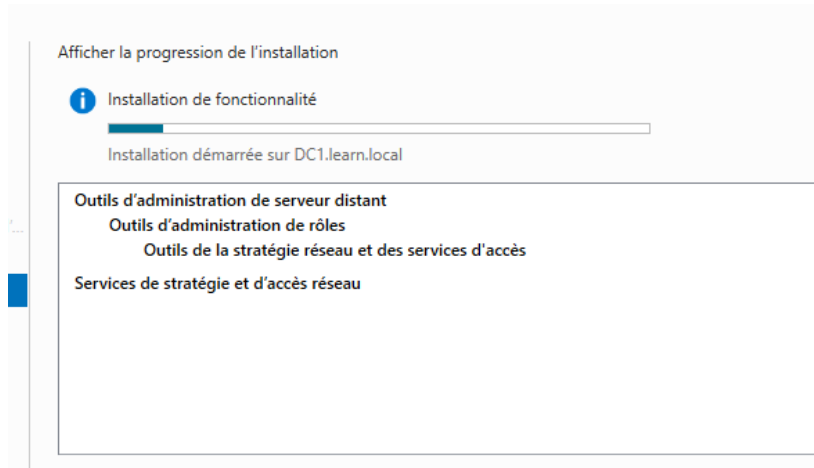 Afficher la progression de l’installation
Installation de fonctionnalité
Installation démarrée sur DC1.learn.local
Outils d’administration de serveur distant
Outils d’administration de rôles
Outils de la stratégie réseau et des services d'accès
Services de stratégie et d’accès réseau